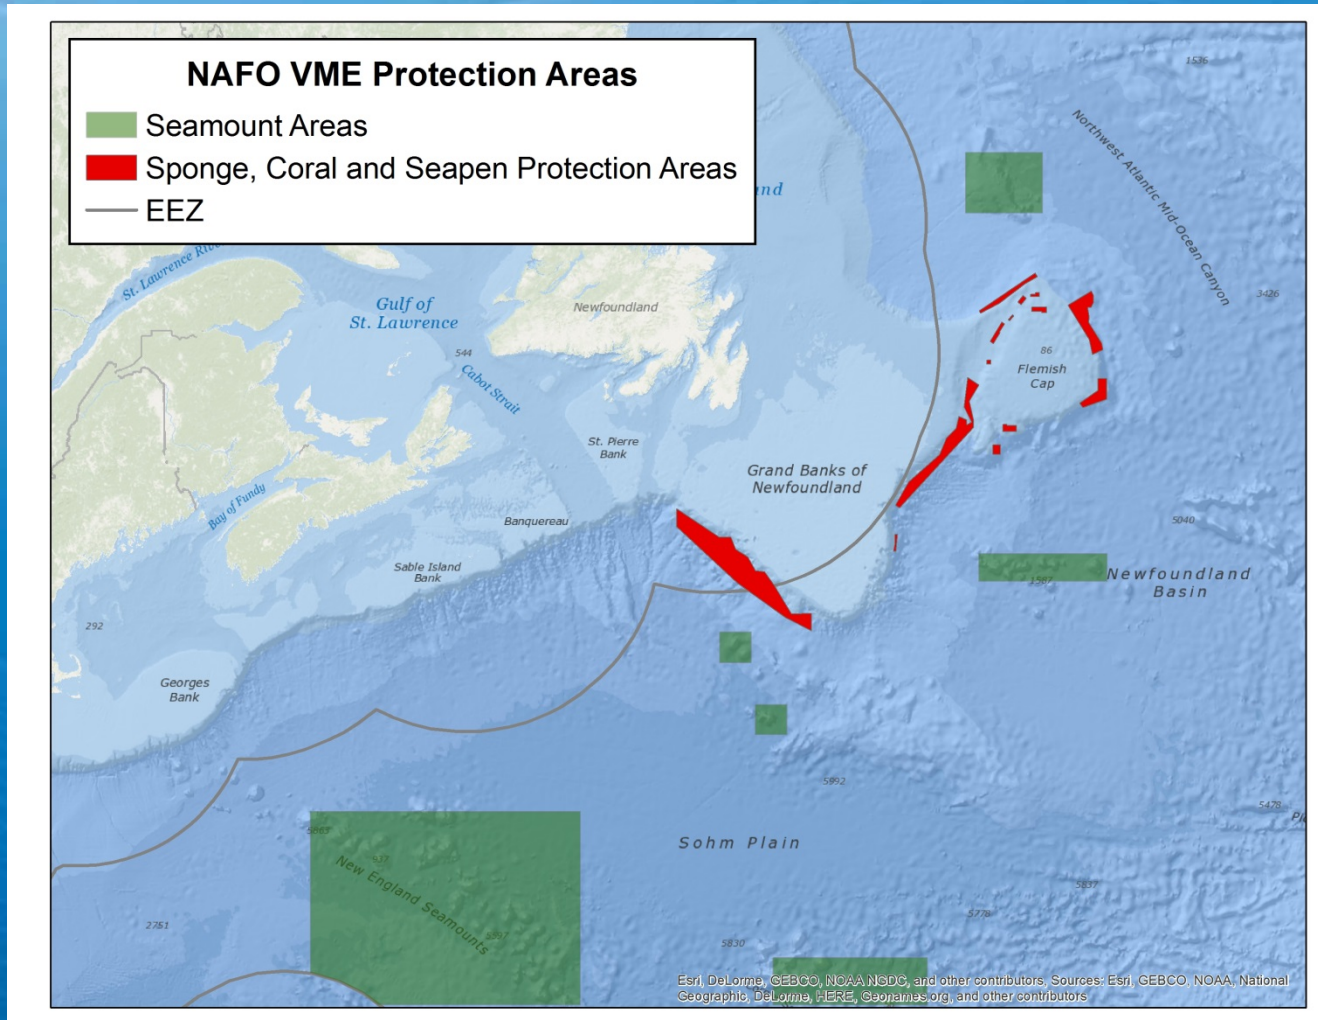 NAFO VME Protection Areas
Seamount Areas
Sponge, Coral and Seapen Protection Areas
EEZ
1536
Northwest Atlantic Mid-Ocean Canyon
3426
St. Lawrence
Gulf of
St. Lawrence
Newfoundland
544
Cabot Strait
86
Flemish
Cap
St. Pierre
Bank
Grand Banks of
Newfoundland
Bay of Fundy
Banquereau
5040
Sable Island
Bank
1567
Newfoundland
Basin
292
Georges
Bank
5992
5478
Sohm Plain
937
New England Seamounts
5837
2751
5778
5830
Esri, DeLorme, GEBCO, NOAA NGDC, and other contributors, Sources: Esri, GEBCO, NOAA, National
Geographic, DeLorme, HERE, Geonames.org, and other contributors